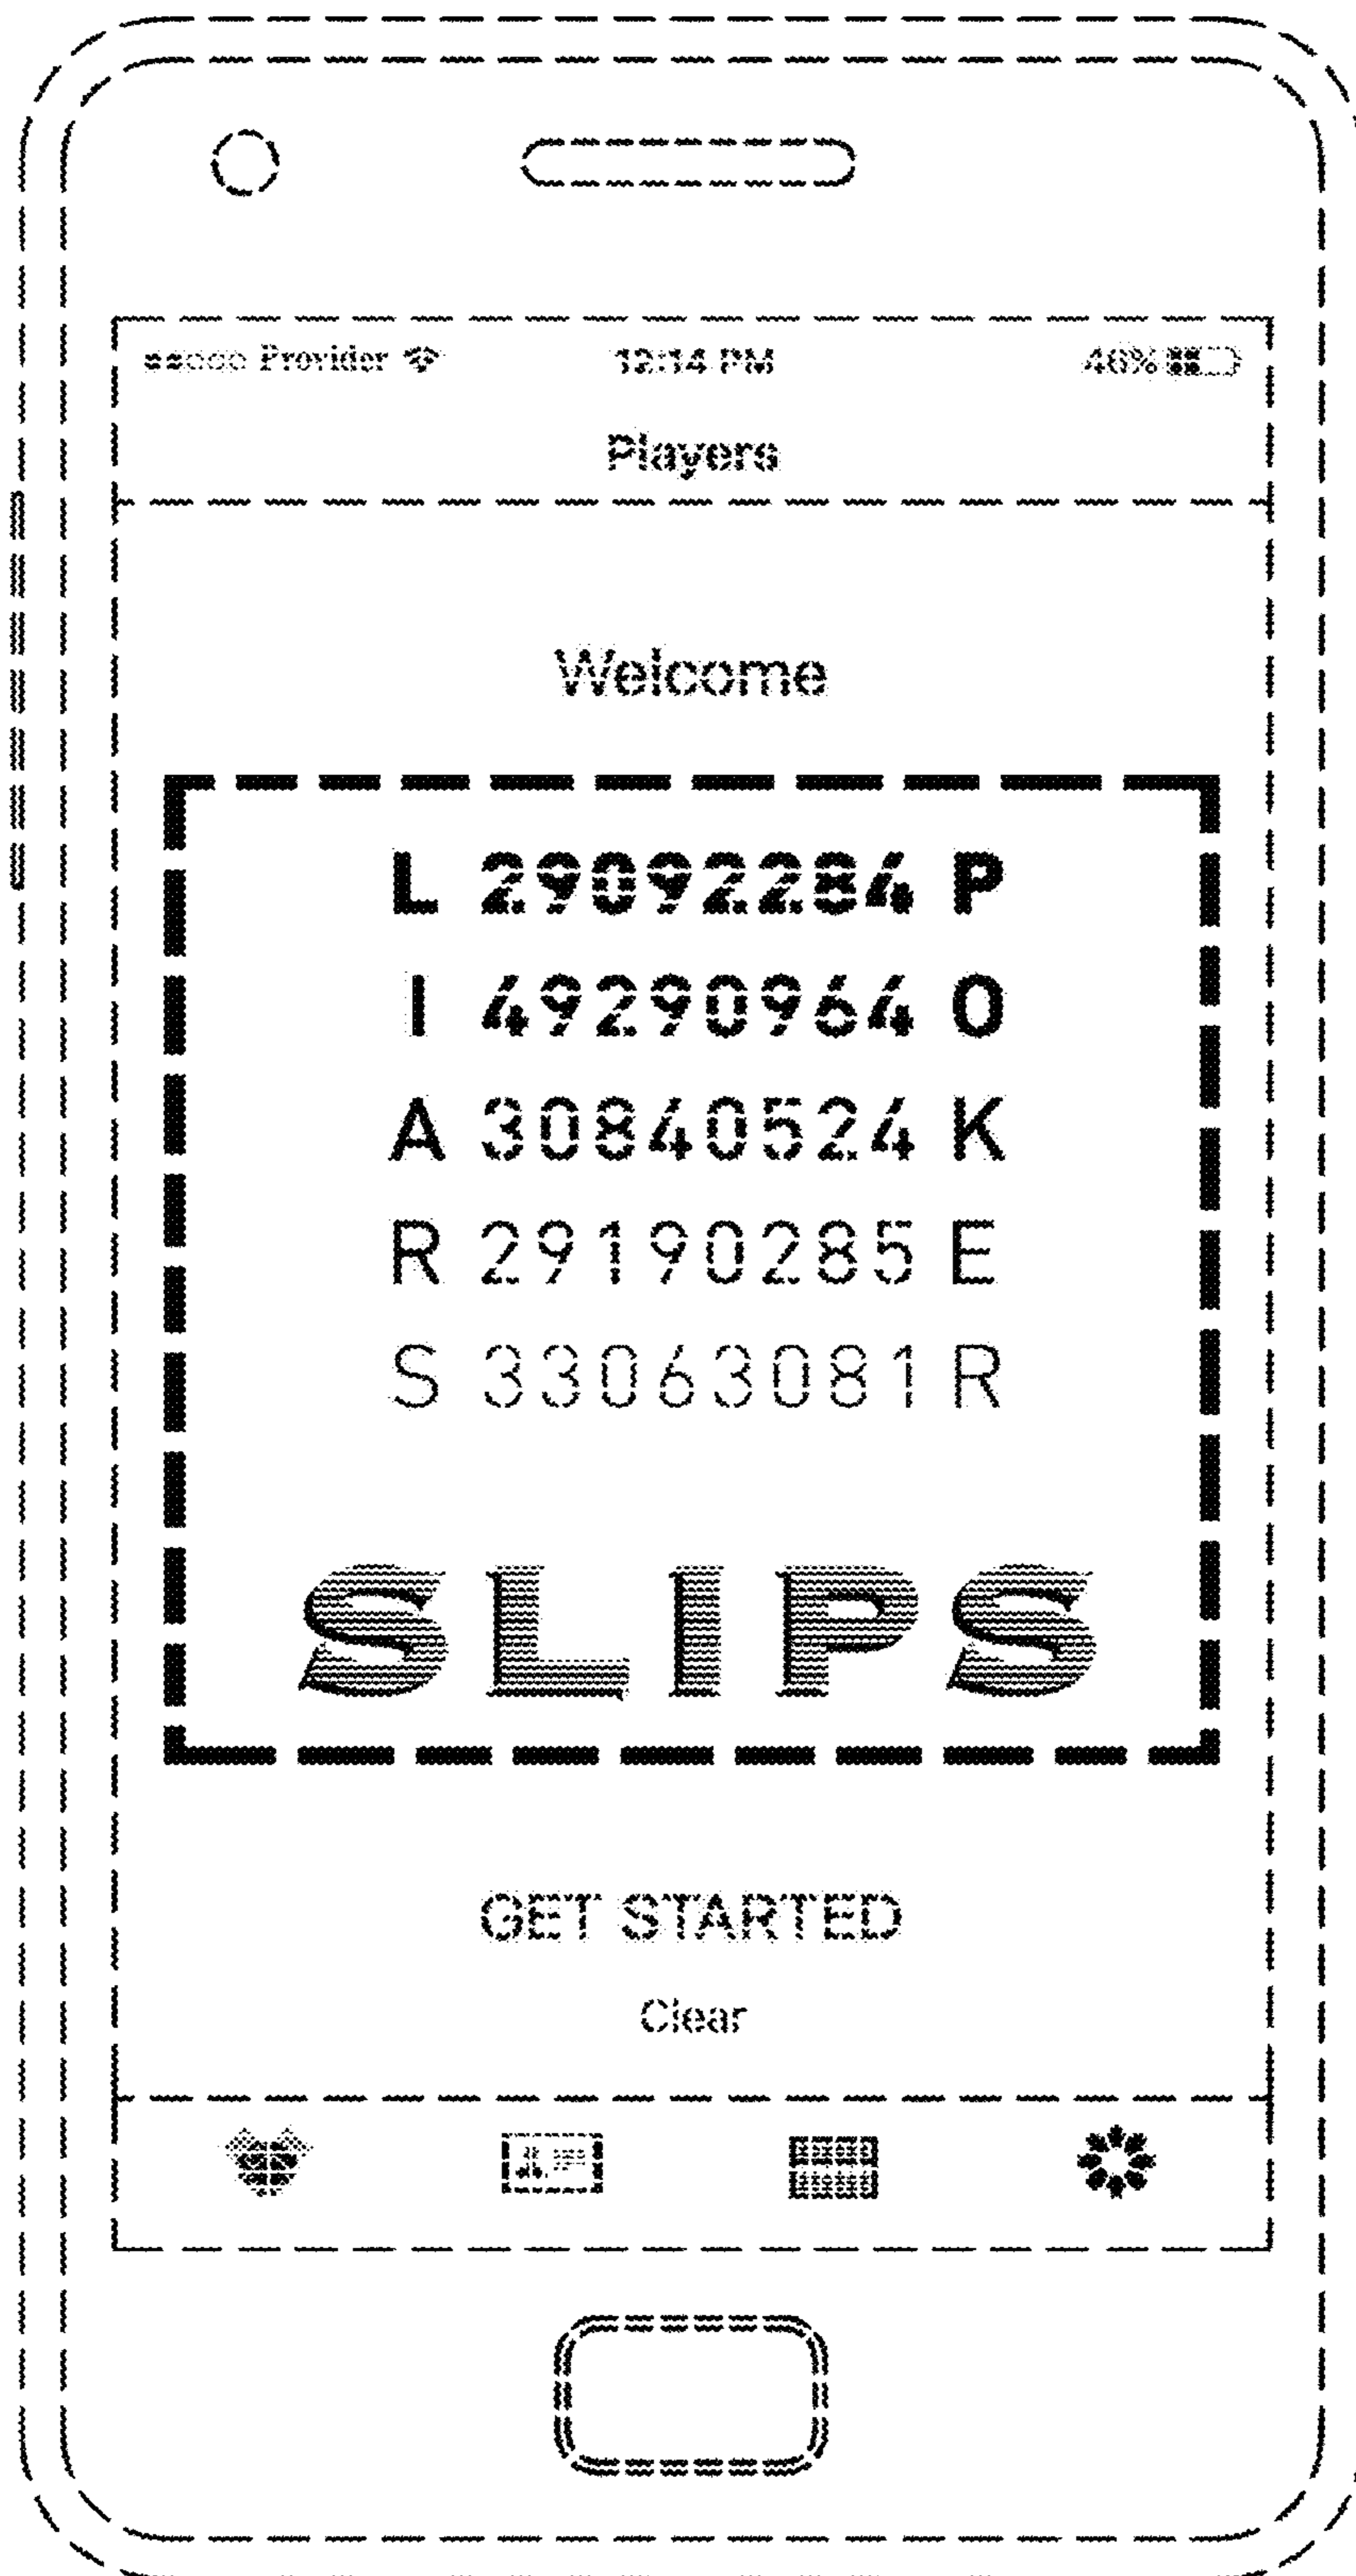 Provider 12:14 PM 46%
Players
Welcome
L 29092284 P
I 49290964 O
A 30840524 K
R 29190285 E
S 33063081 R
SLIPS
GET STARTED
Clear